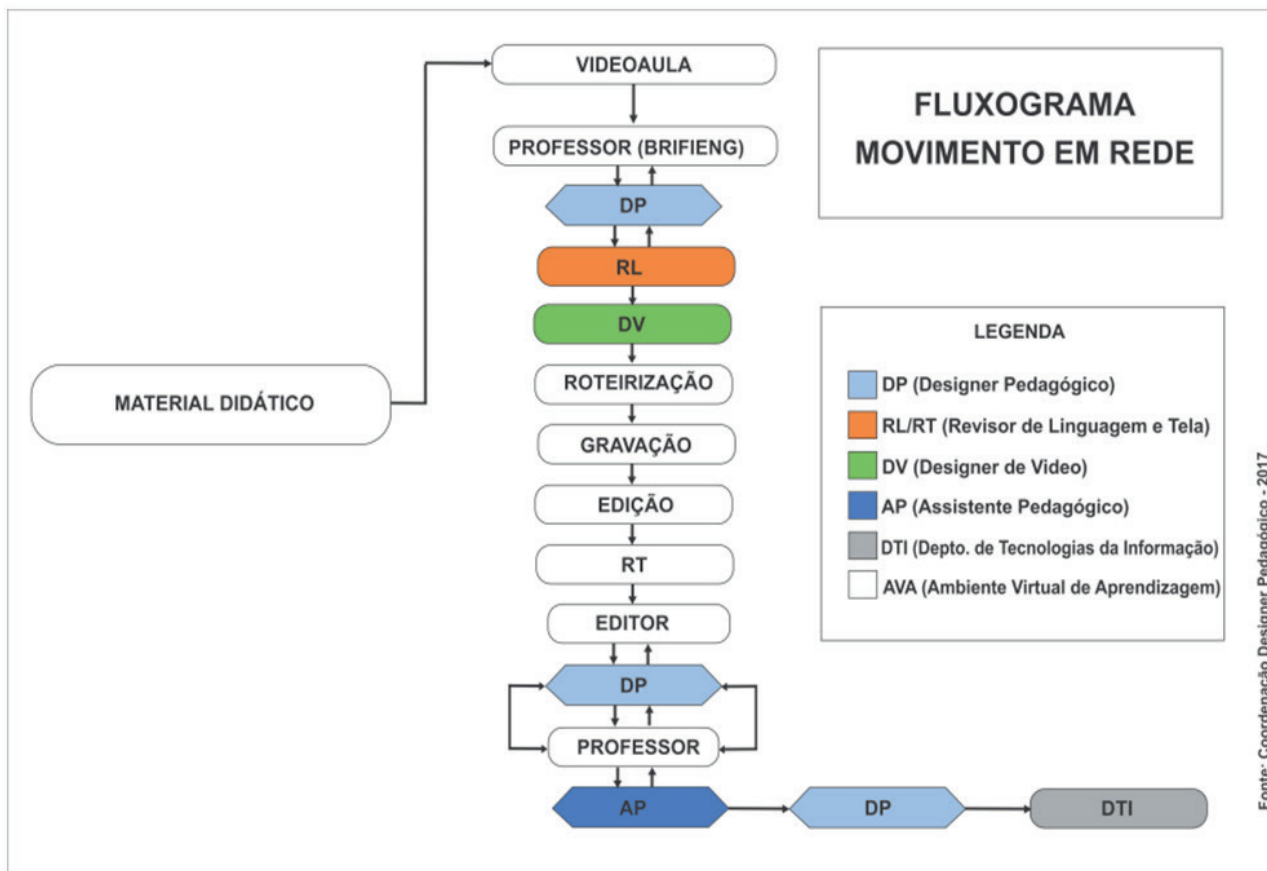 VIDEOAULA
FLUXOGRAMA
MOVIMENTO EM REDE
PROFESSOR (BRIFIENG)
DP
RL
DV
ROTEIRIZAÇÃO
MATERIAL DIDÁTICO
GRAVAÇÃO
EDIÇÃO
RT
EDITOR
DP
PROFESSOR
AP
DP
DTI
LEGENDA
DP (Designer Pedagógico)
RL/RT (Revisor de Linguagem e Tela)
DV (Designer de Video)
AP (Assistente Pedagógico)
DTI (Depto. de Tecnologias da Informação)
AVA (Ambiente Virtual de Aprendizagem)
Fonte: Coordenação Designer Pedagógico - 2017